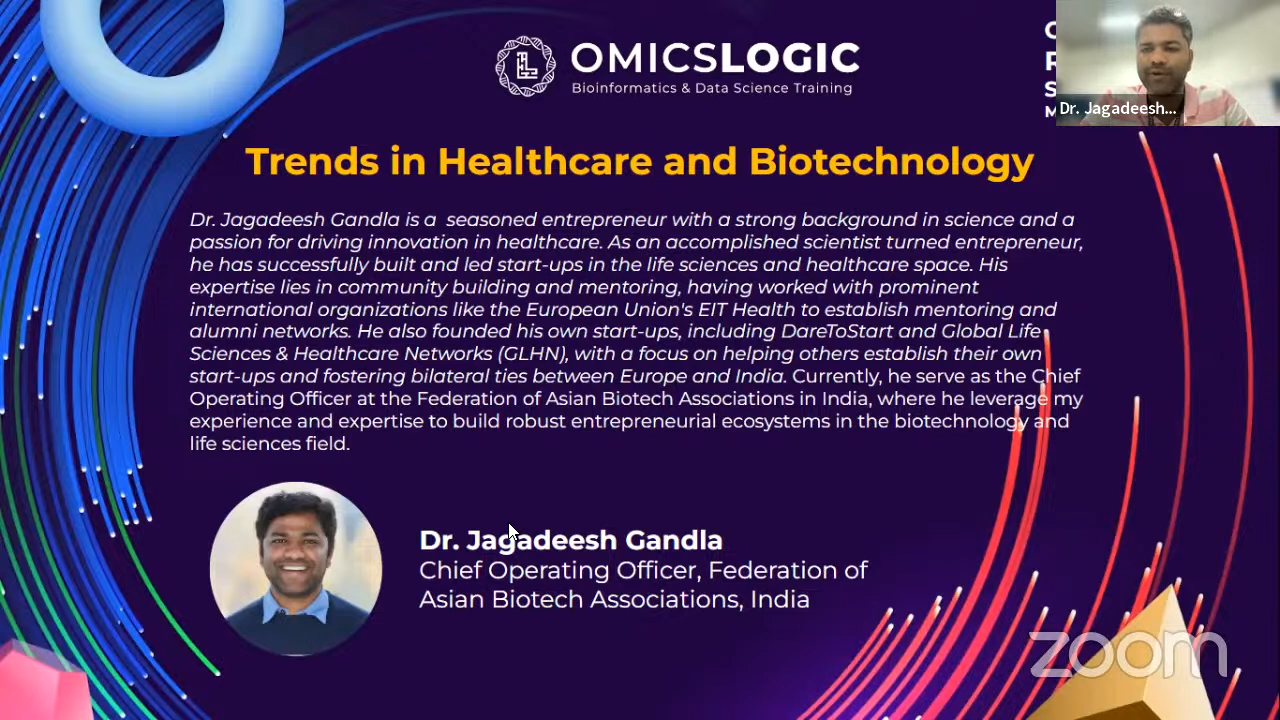 OMICSLOGIC
Bioinformatics & Data Science Training
Dr. Jagadeesh...
Trends in Healthcare and Biotechnology
Dr. Jagadeesh Gandla is a seasoned entrepreneur with a strong background in science and a
passion for driving innovation in healthcare. As an accomplished scientist turned entrepreneur,
he has successfully built and led start-ups in the life sciences and healthcare space. His
expertise lies in community building and mentoring, having worked with prominent
international organizations like the European Union's EIT Health to establish mentoring and
alumni networks. He also founded his own start-ups, including DareToStart and Global Life
Sciences & Healthcare Networks (GLHN), with a focus on helping others establish their own
start-ups and fostering bilateral ties between Europe and India. Currently, he serve as the Chief
Operating Officer at the Federation of Asian Biotech Associations in India, where he leverage my
experience and expertise to build robust entrepreneurial ecosystems in the biotechnology and
life sciences field.
Dr. Jagadeesh Gandla
Chief Operating Officer, Federation of
Asian Biotech Associations, India
zoom